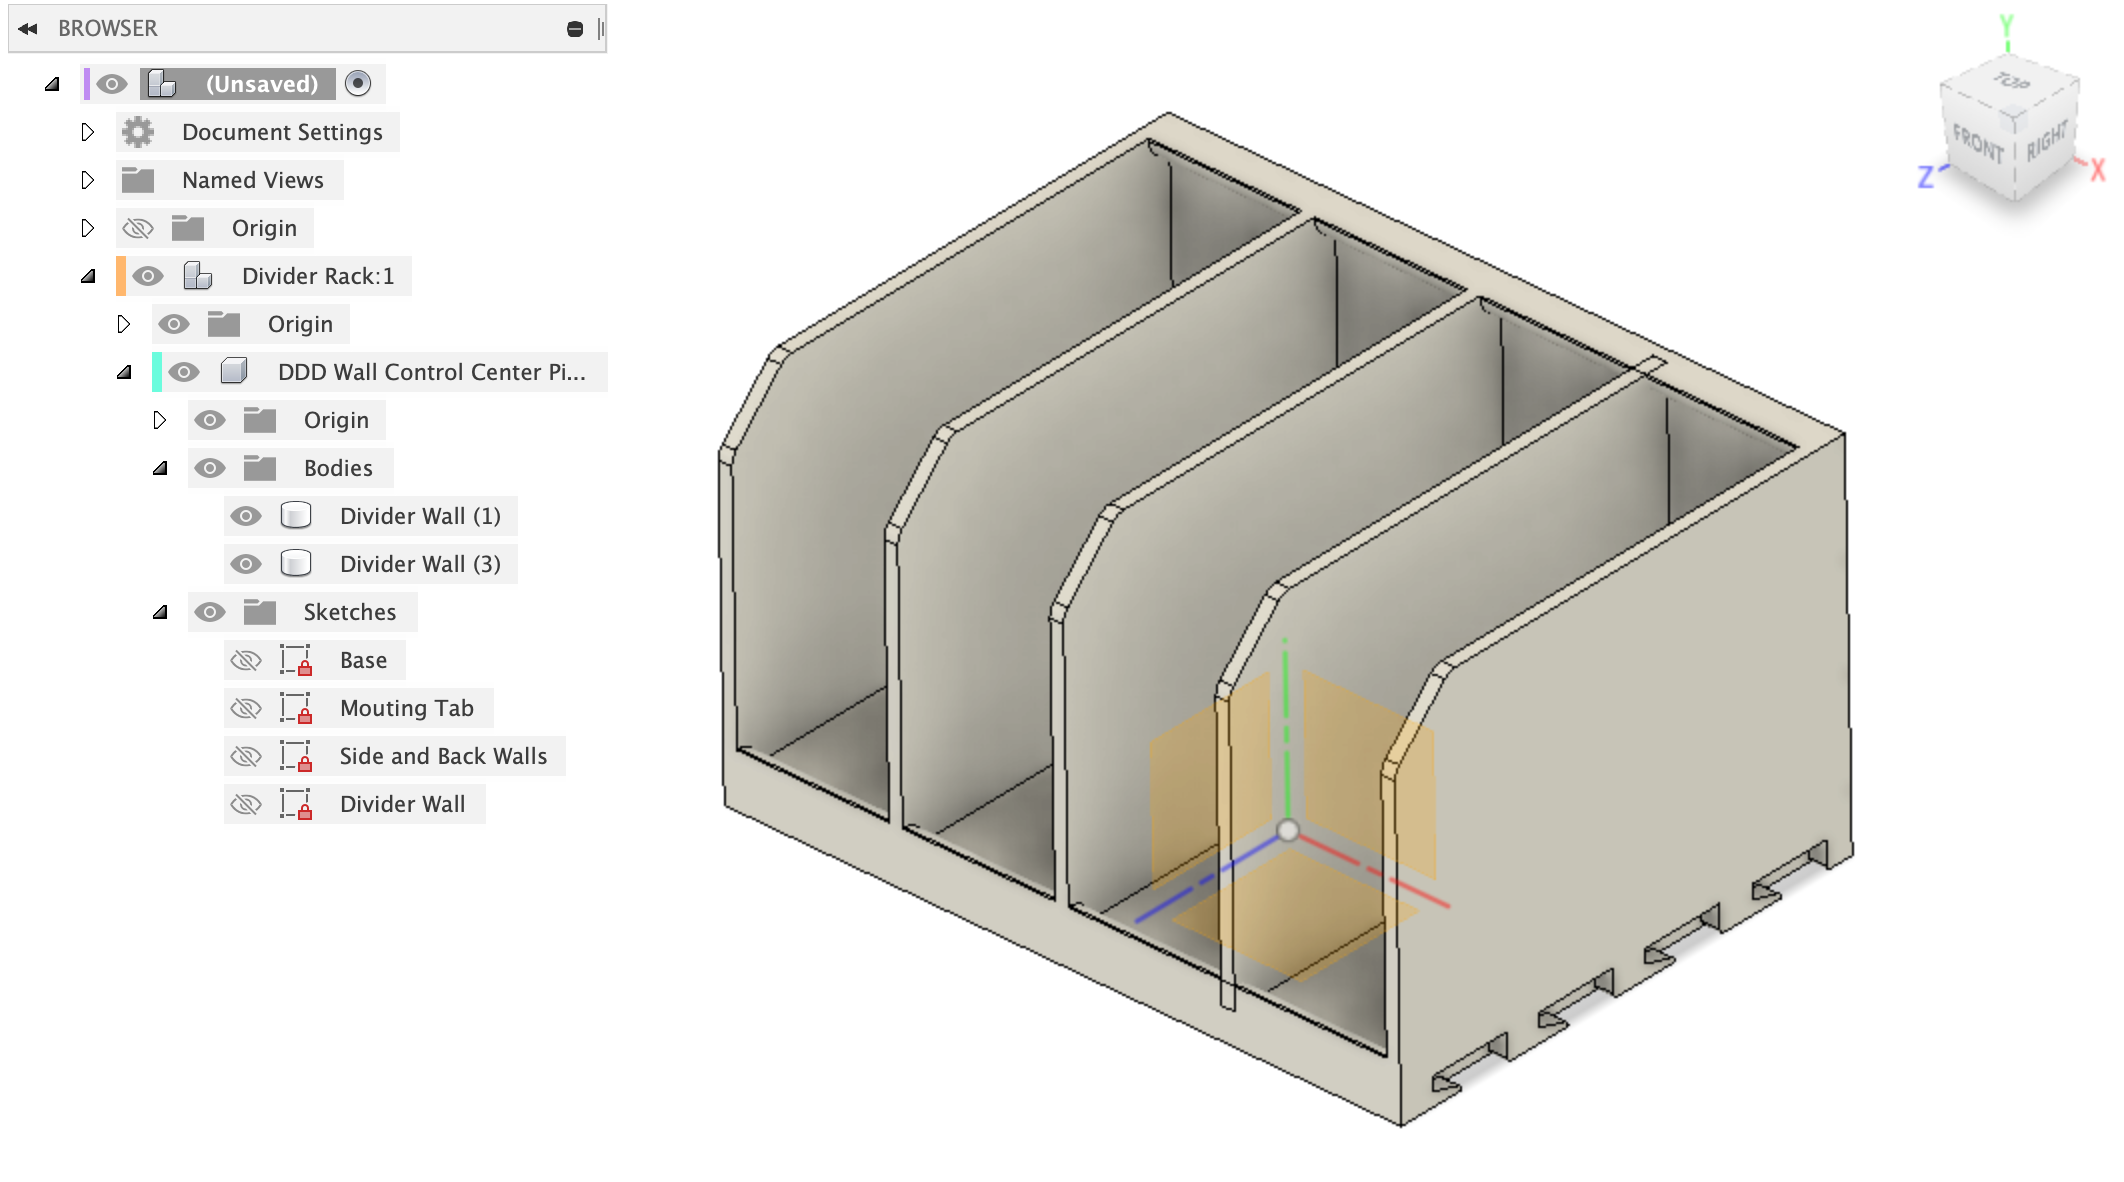 BROWSER
(Unsaved)
Document Settings
Named Views
Origin
Divider Rack:1
Origin
DDD Wall Control Center Pi...
Origin
Bodies
Divider Wall (1)
Divider Wall (3)
Sketches
Base
Mouting Tab
Side and Back Walls
Divider Wall
Y
TOP
FRONT
RIGHT
Z
X